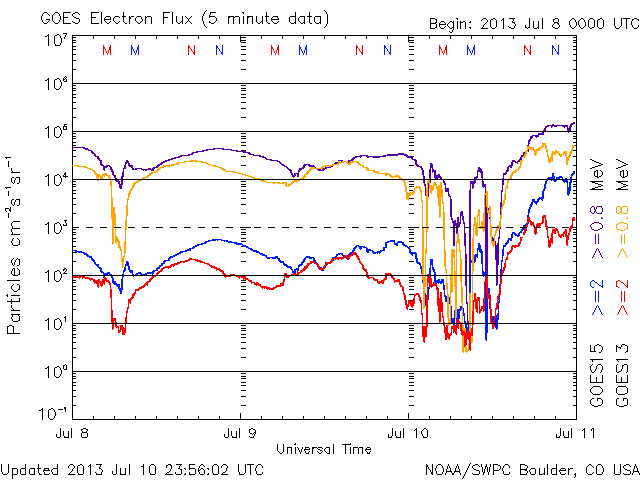 GOES Electron Flux (5 minute data)
Begin: 2013 Jul 8 0000 UTC
M M N N M M N N M M N N
10⁷
10⁶
10⁵
10⁴
10³
10²
10¹
10⁰
10⁻¹
Particles cm⁻²s⁻¹sr⁻¹
Jul 8 Jul 9 Jul 10 Jul 11
Universal Time
GOES15 >=2 >=0.8 MeV
GOES13 >=2 >=0.8 MeV
Updated 2013 Jul 10 23:56:02 UTC
NOAA/SWPC Boulder, CO USA